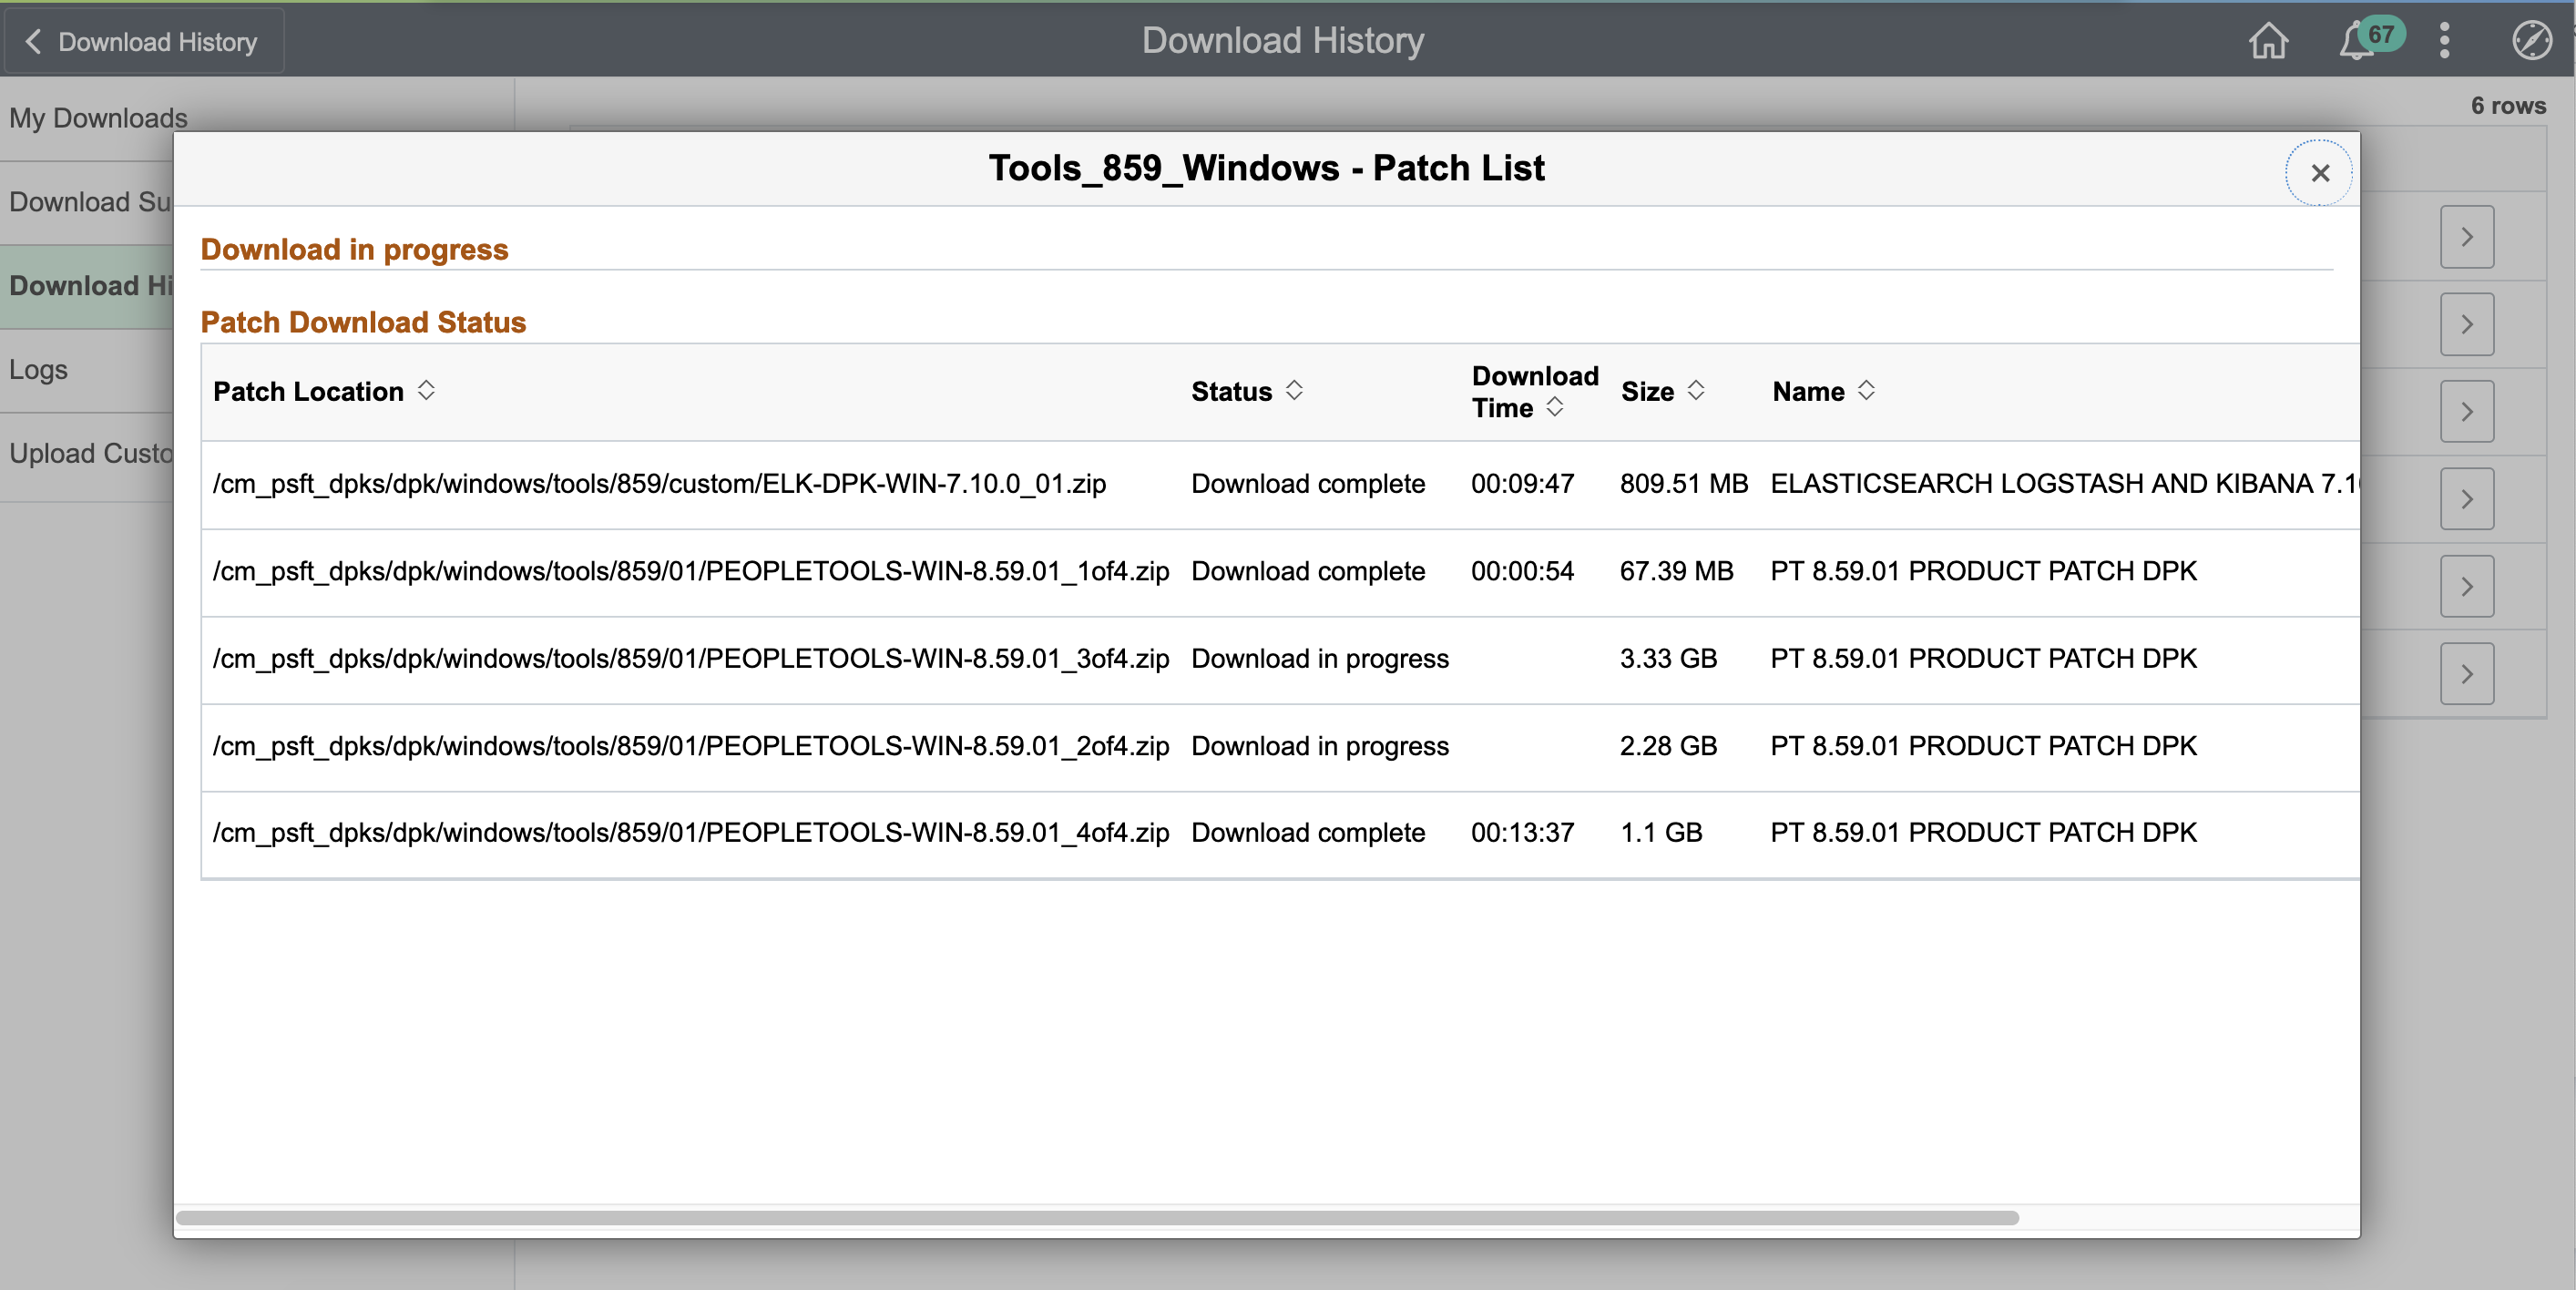 Download History
Download History
67
My Downloads
6 rows
Download Su
Download Hi
Logs
Upload Custo
Tools_859_Windows - Patch List
Download in progress
Patch Download Status
Patch Location Status Download Time Size Name
/cm_psft_dpks/dpk/windows/tools/859/custom/ELK-DPK-WIN-7.10.0_01.zip Download complete 00:09:47 809.51 MB ELASTICSEARCH LOGSTASH AND KIBANA 7.1
/cm_psft_dpks/dpk/windows/tools/859/01/PEOPLETOOLS-WIN-8.59.01_1of4.zip Download complete 00:00:54 67.39 MB PT 8.59.01 PRODUCT PATCH DPK
/cm_psft_dpks/dpk/windows/tools/859/01/PEOPLETOOLS-WIN-8.59.01_3of4.zip Download in progress 3.33 GB PT 8.59.01 PRODUCT PATCH DPK
/cm_psft_dpks/dpk/windows/tools/859/01/PEOPLETOOLS-WIN-8.59.01_2of4.zip Download in progress 2.28 GB PT 8.59.01 PRODUCT PATCH DPK
/cm_psft_dpks/dpk/windows/tools/859/01/PEOPLETOOLS-WIN-8.59.01_4of4.zip Download complete 00:13:37 1.1 GB PT 8.59.01 PRODUCT PATCH DPK